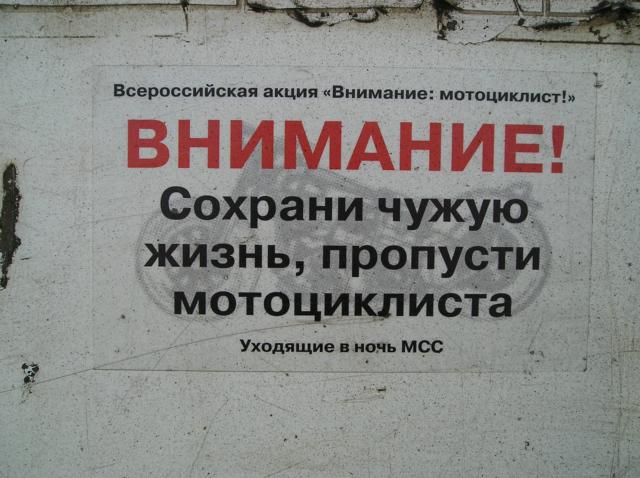 Всероссийская акция «Внимание: мотоциклист!»
ВНИМАНИЕ!
Сохрани чужую
жизнь, пропусти
мотоциклиста
Уходящие в ночь МСС